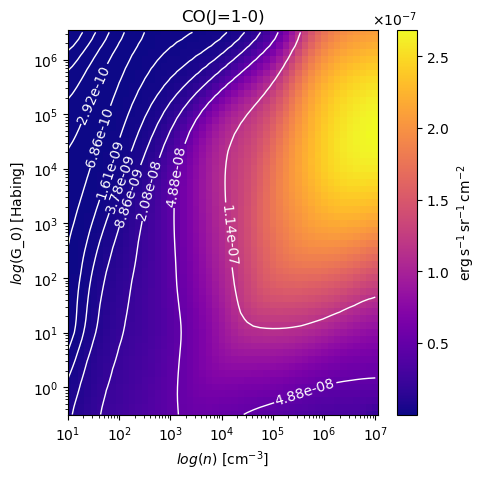 CO(J=1-0)
×10⁻⁷
10⁶
10⁵
10⁴
10³
10²
10¹
10⁰
log(G_0) [Habing]
2.92e-10
6.86e-10
1.61e-09
3.78e-09
8.86e-09
2.08e-08
4.88e-08
1.14e-07
4.88e-08
10¹ 10² 10³ 10⁴ 10⁵ 10⁶ 10⁷
log(n) [cm⁻³]
2.5
2.0
1.5
1.0
0.5
erg s⁻¹ sr⁻¹ cm⁻²